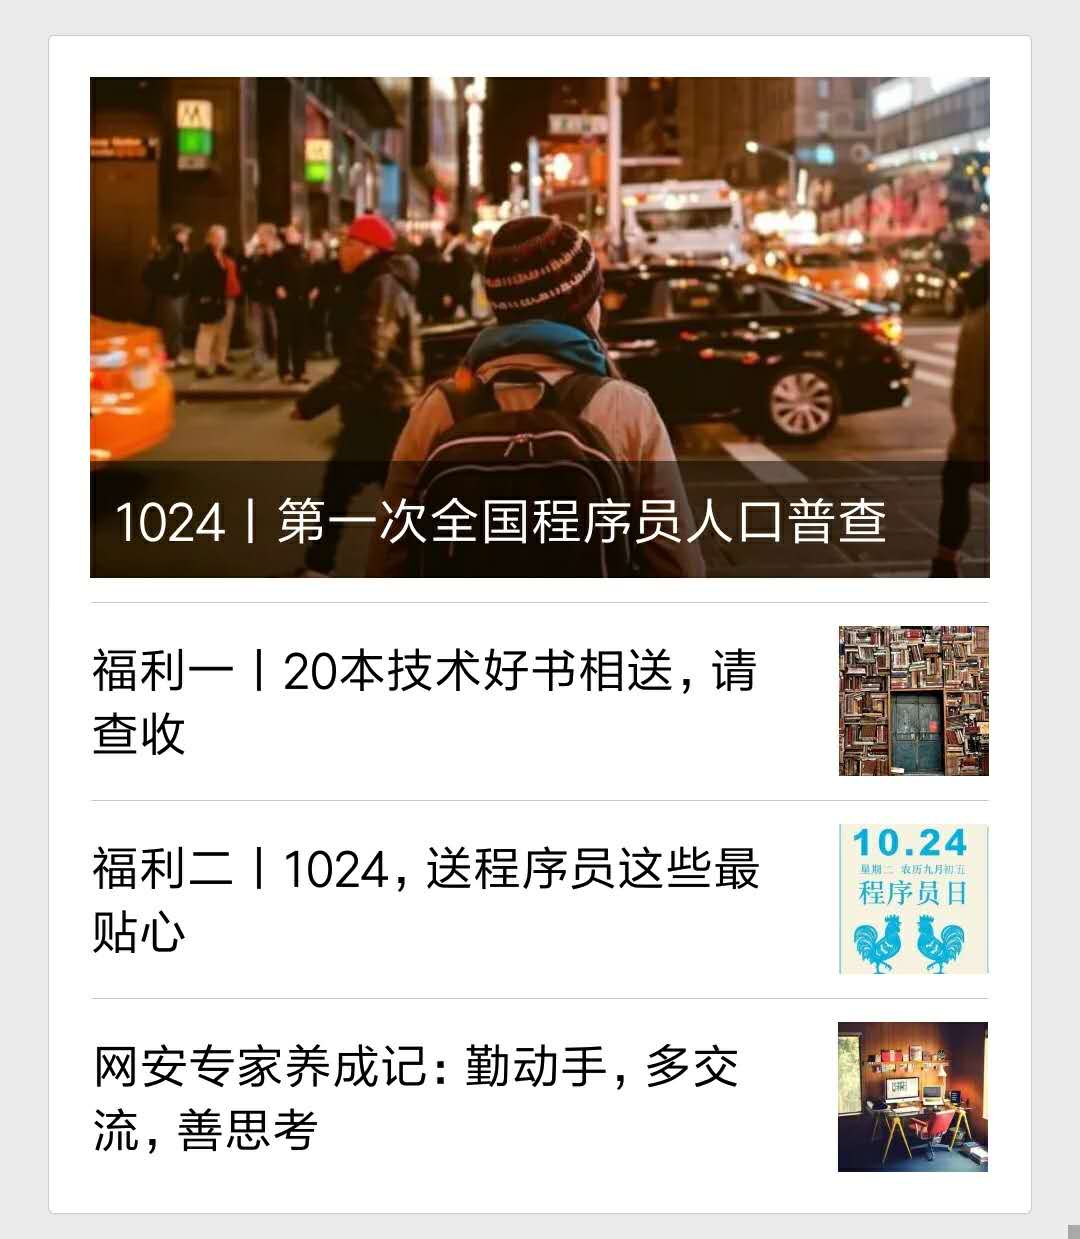 1024丨第一次全国程序员人口普查
福利一丨20本技术好书相送，请
查收
福利二丨1024，送程序员这些最
贴心
10.24
星期二 农历九月初五
程序员日
网安专家养成记：勤动手，多交
流，善思考